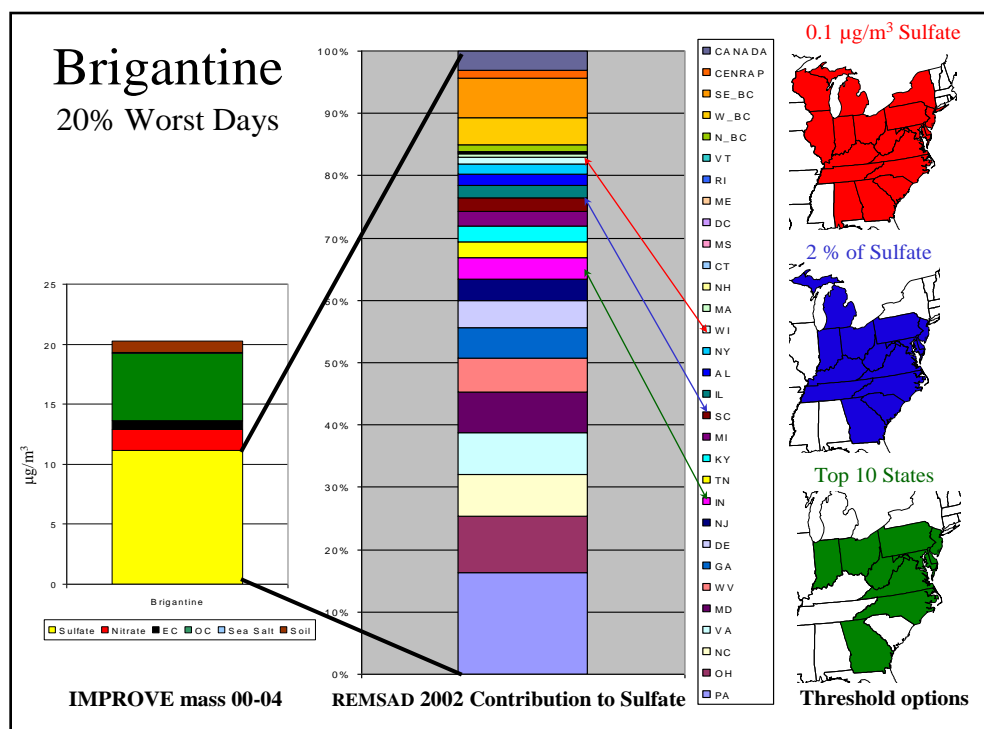 Brigantine
20% Worst Days
25
20
15
10
5
0
µg/m³
Brigantine
Sulfate Nitrate EC OC Sea Salt Soil
IMPROVE mass 00-04
100%
90%
80%
70%
60%
50%
40%
30%
20%
10%
0%
REMSAD 2002 Contribution to Sulfate
CANADA
CENRAP
SE_BC
W_BC
N_BC
VT
RI
ME
DC
MS
CT
NH
MA
WI
NY
AL
IL
SC
MI
KY
TN
IN
NJ
DE
GA
WV
MD
VA
NC
OH
PA
0.1 µg/m³ Sulfate
2 % of Sulfate
Top 10 States
Threshold options